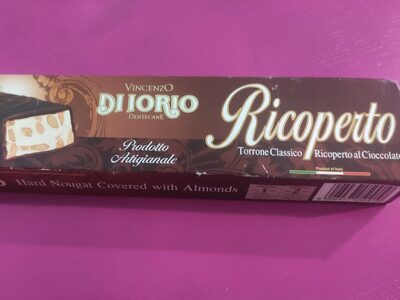 VINCENZO
DI IORIO
DENTECANE
Prodotto
Artigianale
Ricoperto
Torrone Classico Ricoperto al Cioccolato
Product of Italy
Hard Nougat Covered with Almonds